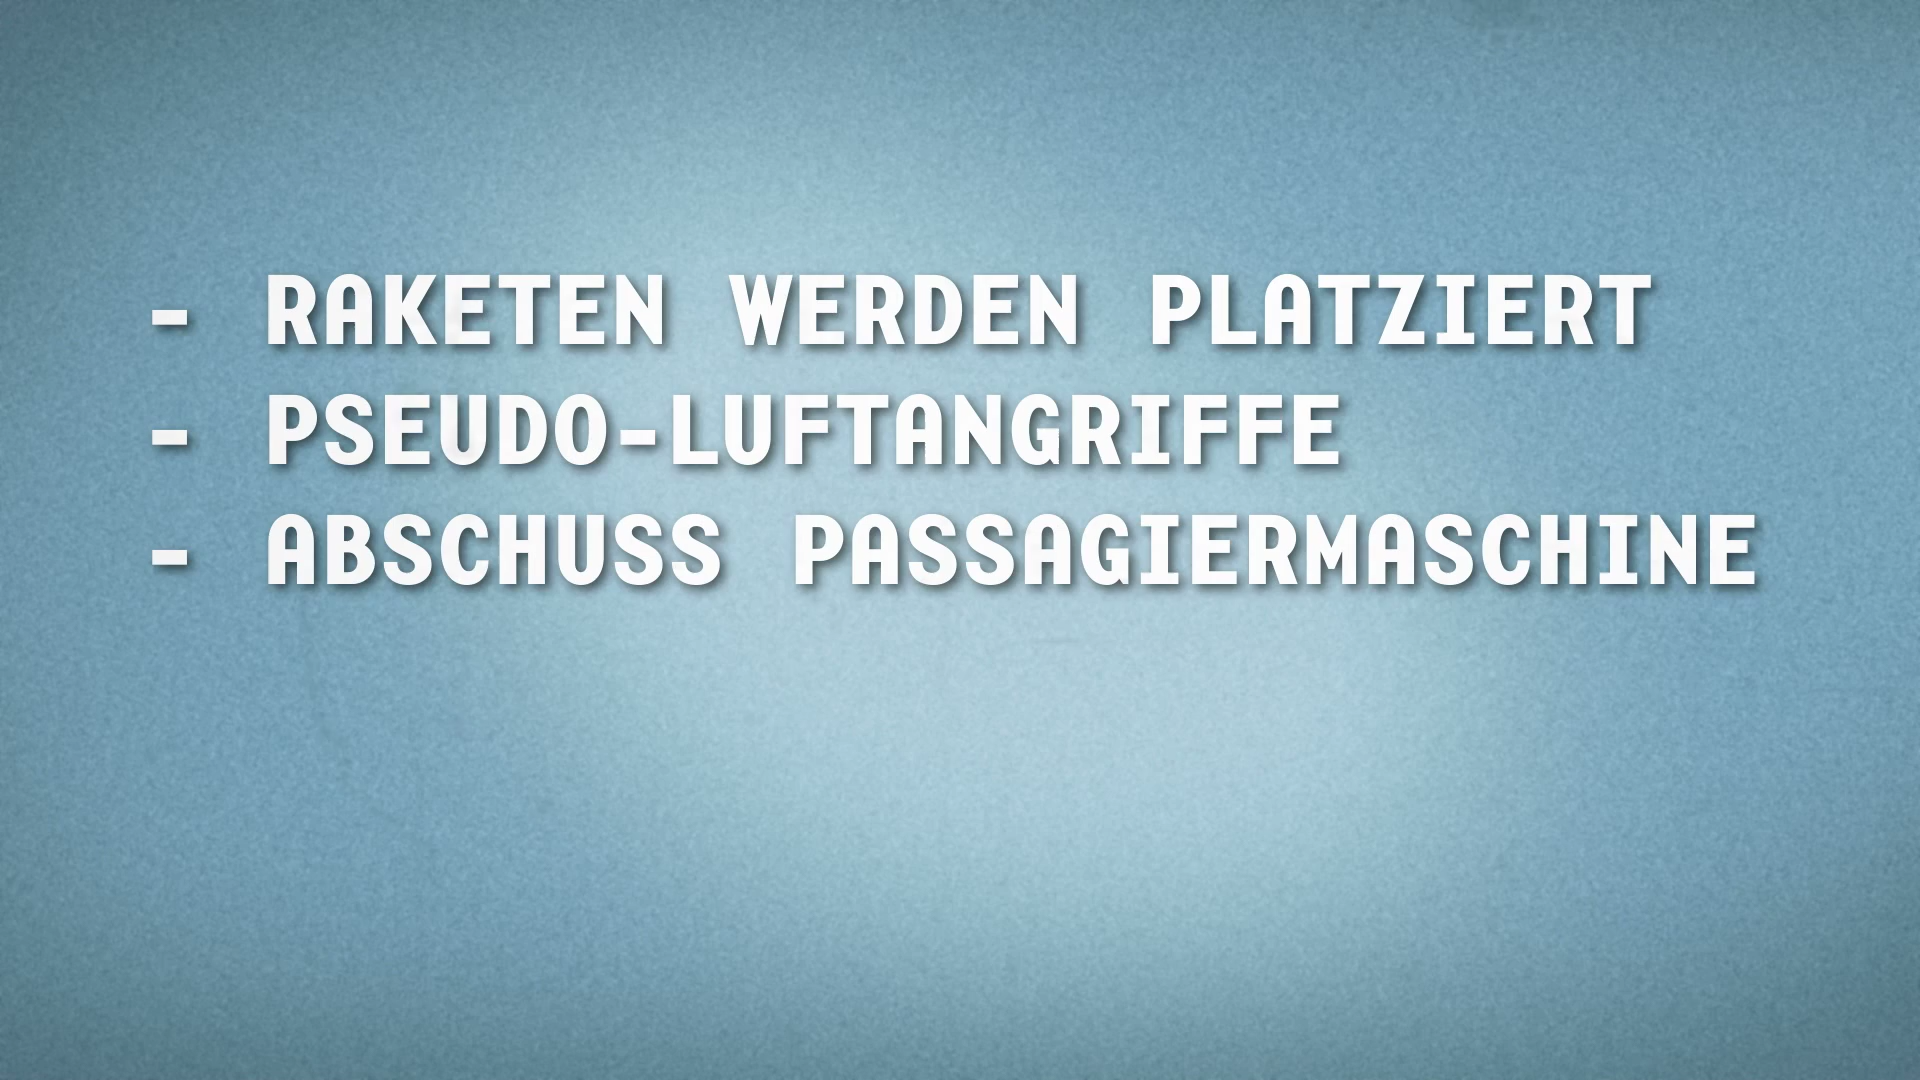 - RAKETEN WERDEN PLATZIERT
- PSEUDO-LUFTANGRIFFE
- ABSCHUSS PASSAGIERMASCHINE